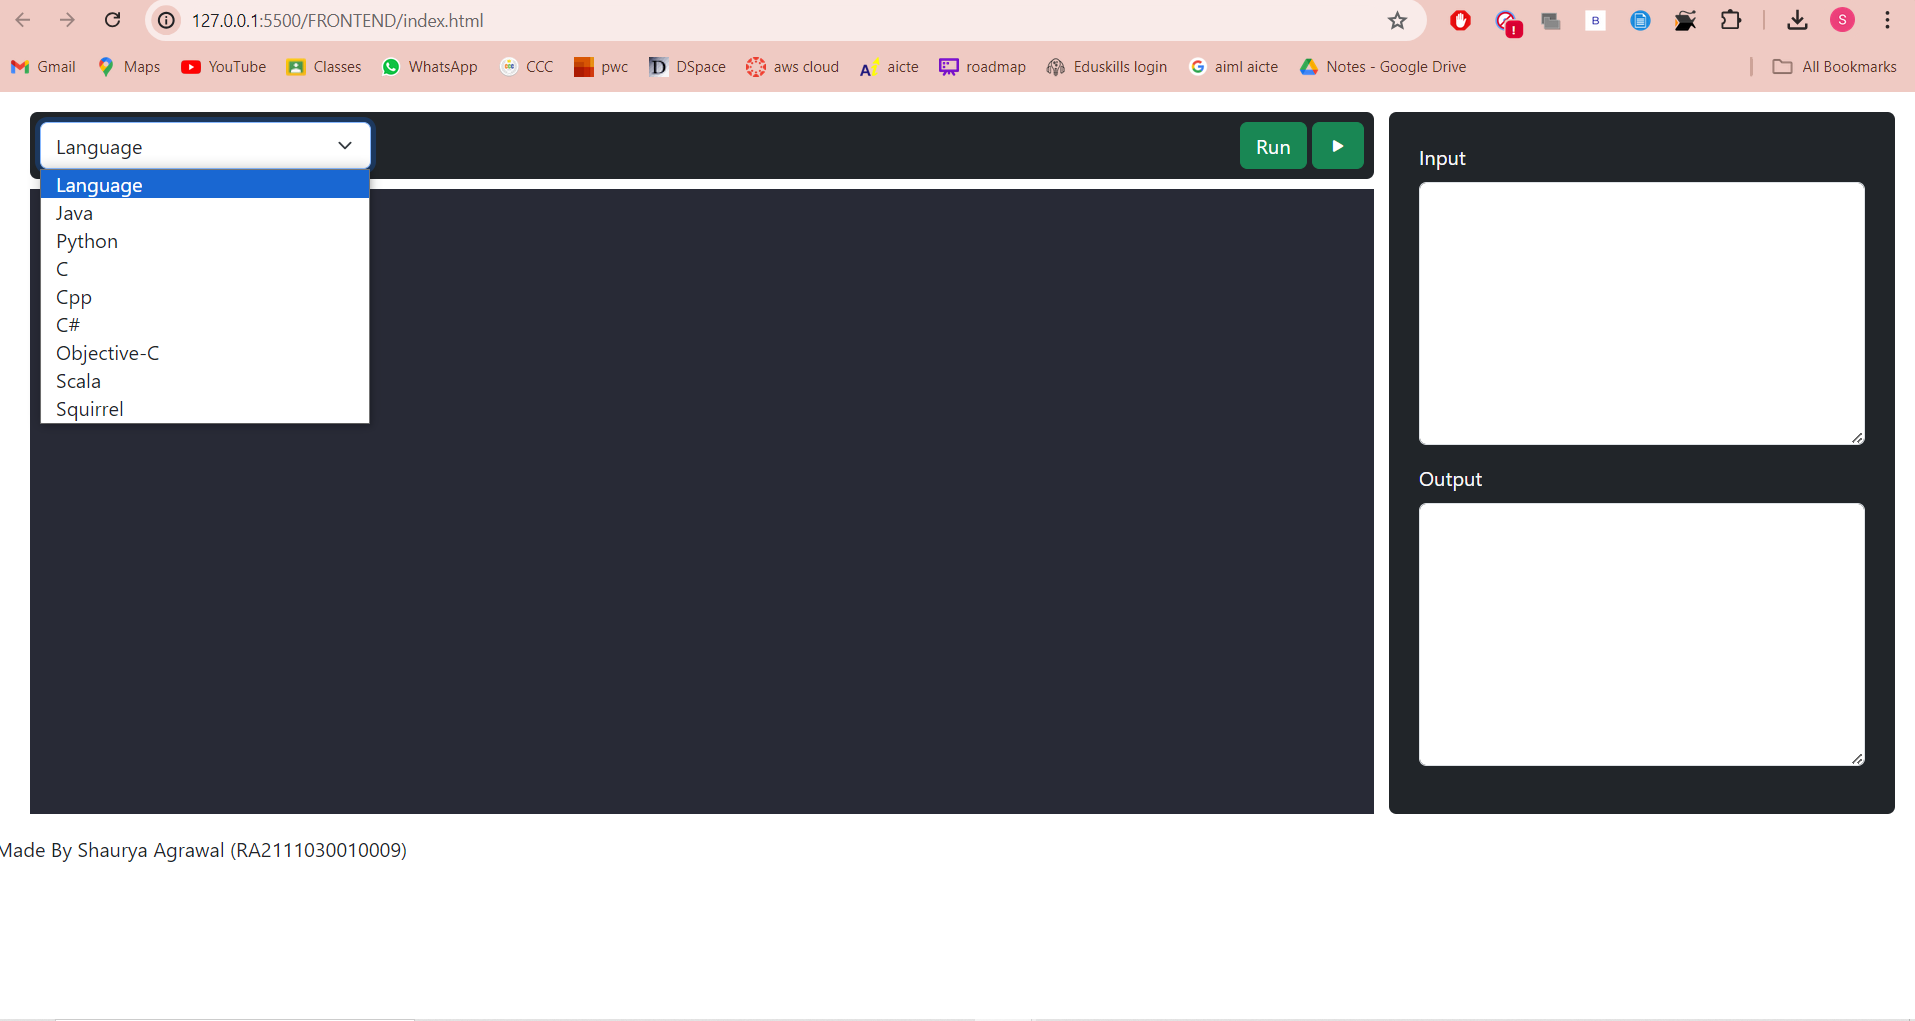 127.0.0.1:5500/FRONTEND/index.html
B
!
S
Gmail Maps YouTube Classes WhatsApp CCC pwc DSpace aws cloud aicte roadmap Eduskills login aiml aicte Notes - Google Drive All Bookmarks
Language
Run
Language
Java
Python
C
Cpp
C#
Objective-C
Scala
Squirrel
Input
Output
Made By Shaurya Agrawal (RA2111030010009)